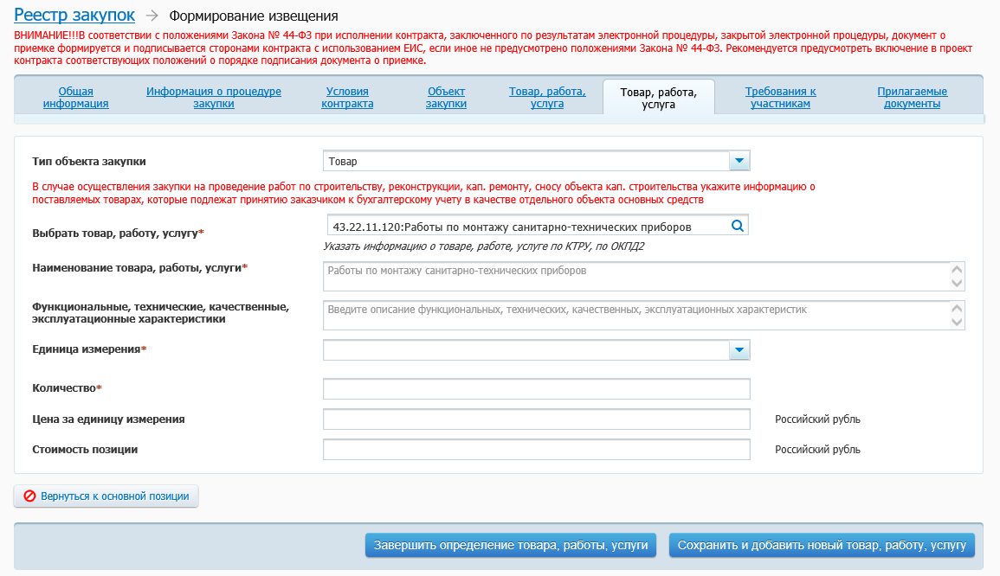 Реестр закупок → Формирование извещения
ВНИМАНИЕ!!!В соответствии с положениями Закона № 44-ФЗ при исполнении контракта, заключенного по результатам электронной процедуры, закрытой электронной процедуры, документ о
приемке формируется и подписывается сторонами контракта с использованием ЕИС, если иное не предусмотрено положениями Закона № 44-ФЗ. Рекомендуется предусмотреть включение в проект
контракта соответствующих положений о порядке подписания документа о приемке.
Общая информация
Информация о процедуре закупки
Условия контракта
Объект закупки
Товар, работа, услуга
Товар, работа, услуга
Требования к участникам
Прилагаемые документы
Тип объекта закупки
Товар
В случае осуществления закупки на проведение работ по строительству, реконструкции, кап. ремонту, сносу объекта кап. строительства укажите информацию о
поставляемых товарах, которые подлежат принятию заказчиком к бухгалтерскому учету в качестве отдельного объекта основных средств
Выбрать товар, работу, услугу*
43.22.11.120:Работы по монтажу санитарно-технических приборов
Указать информацию о товаре, работе, услуге по КТРУ, по ОКПД2
Наименование товара, работы, услуги*
Работы по монтажу санитарно-технических приборов
Функциональные, технические, качественные,
эксплуатационные характеристики
Введите описание функциональных, технических, качественных, эксплуатационных характеристик
Единица измерения*
Количество*
Цена за единицу измерения
Российский рубль
Стоимость позиции
Российский рубль
Вернуться к основной позиции
Завершить определение товара, работы, услуги
Сохранить и добавить новый товар, работу, услугу